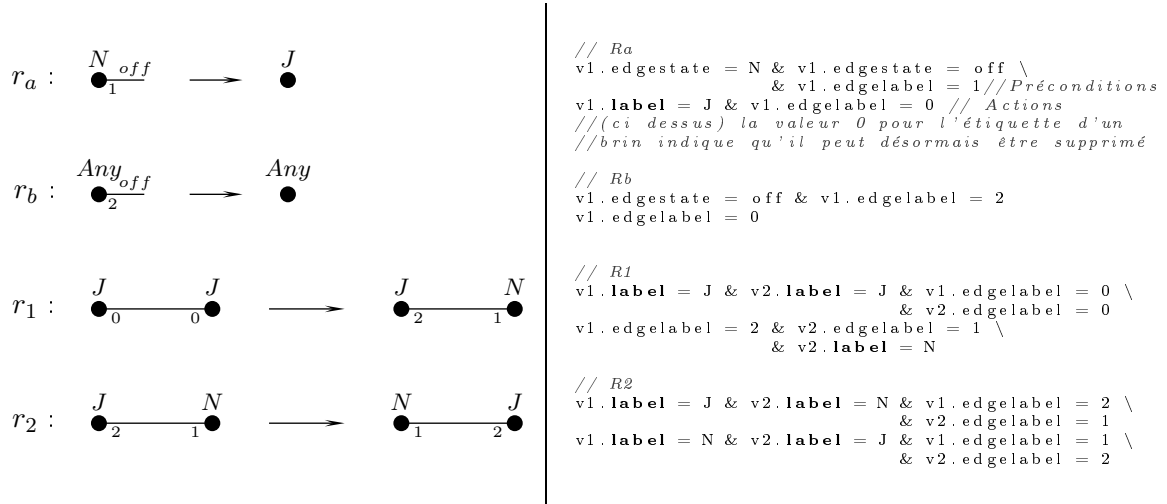 N off J
r_a :
1
Any off Any
r_b :
2
J J J N
r_1 :
0 0 2 1
J N N J
r_2 :
2 1 1 2
// Ra
v1.edgestate = N & v1.edgestate = off \
& v1.edgelabel = 1//Préconditions
v1.label = J & v1.edgelabel = 0 // Actions
//(ci dessus) la valeur 0 pour l'étiquette d'un
//brin indique qu'il peut désormais être supprimé
// Rb
v1.edgestate = off & v1.edgelabel = 2
v1.edgelabel = 0
// R1
v1.label = J & v2.label = J & v1.edgelabel = 0 \
& v2.edgelabel = 0
v1.edgelabel = 2 & v2.edgelabel = 1 \
& v2.label = N
// R2
v1.label = J & v2.label = N & v1.edgelabel = 2 \
& v2.edgelabel = 1
v1.label = N & v2.label = J & v1.edgelabel = 1 \
& v2.edgelabel = 2